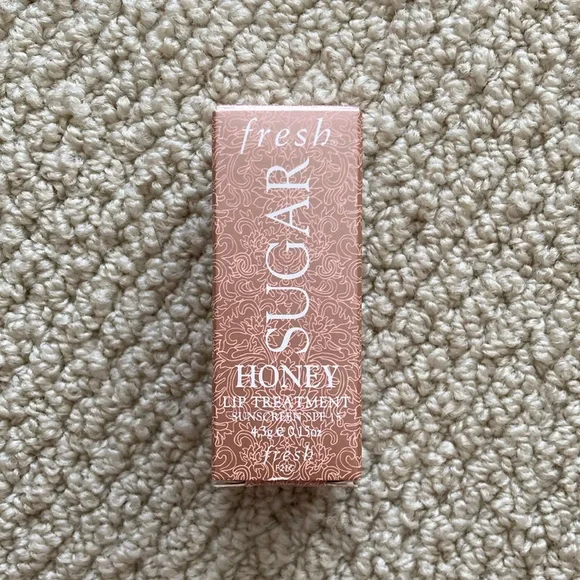 fresh
SUGAR
HONEY
LIP TREATMENT
SUNSCREEN SPF 15
4.3g e 0.15oz
fresh